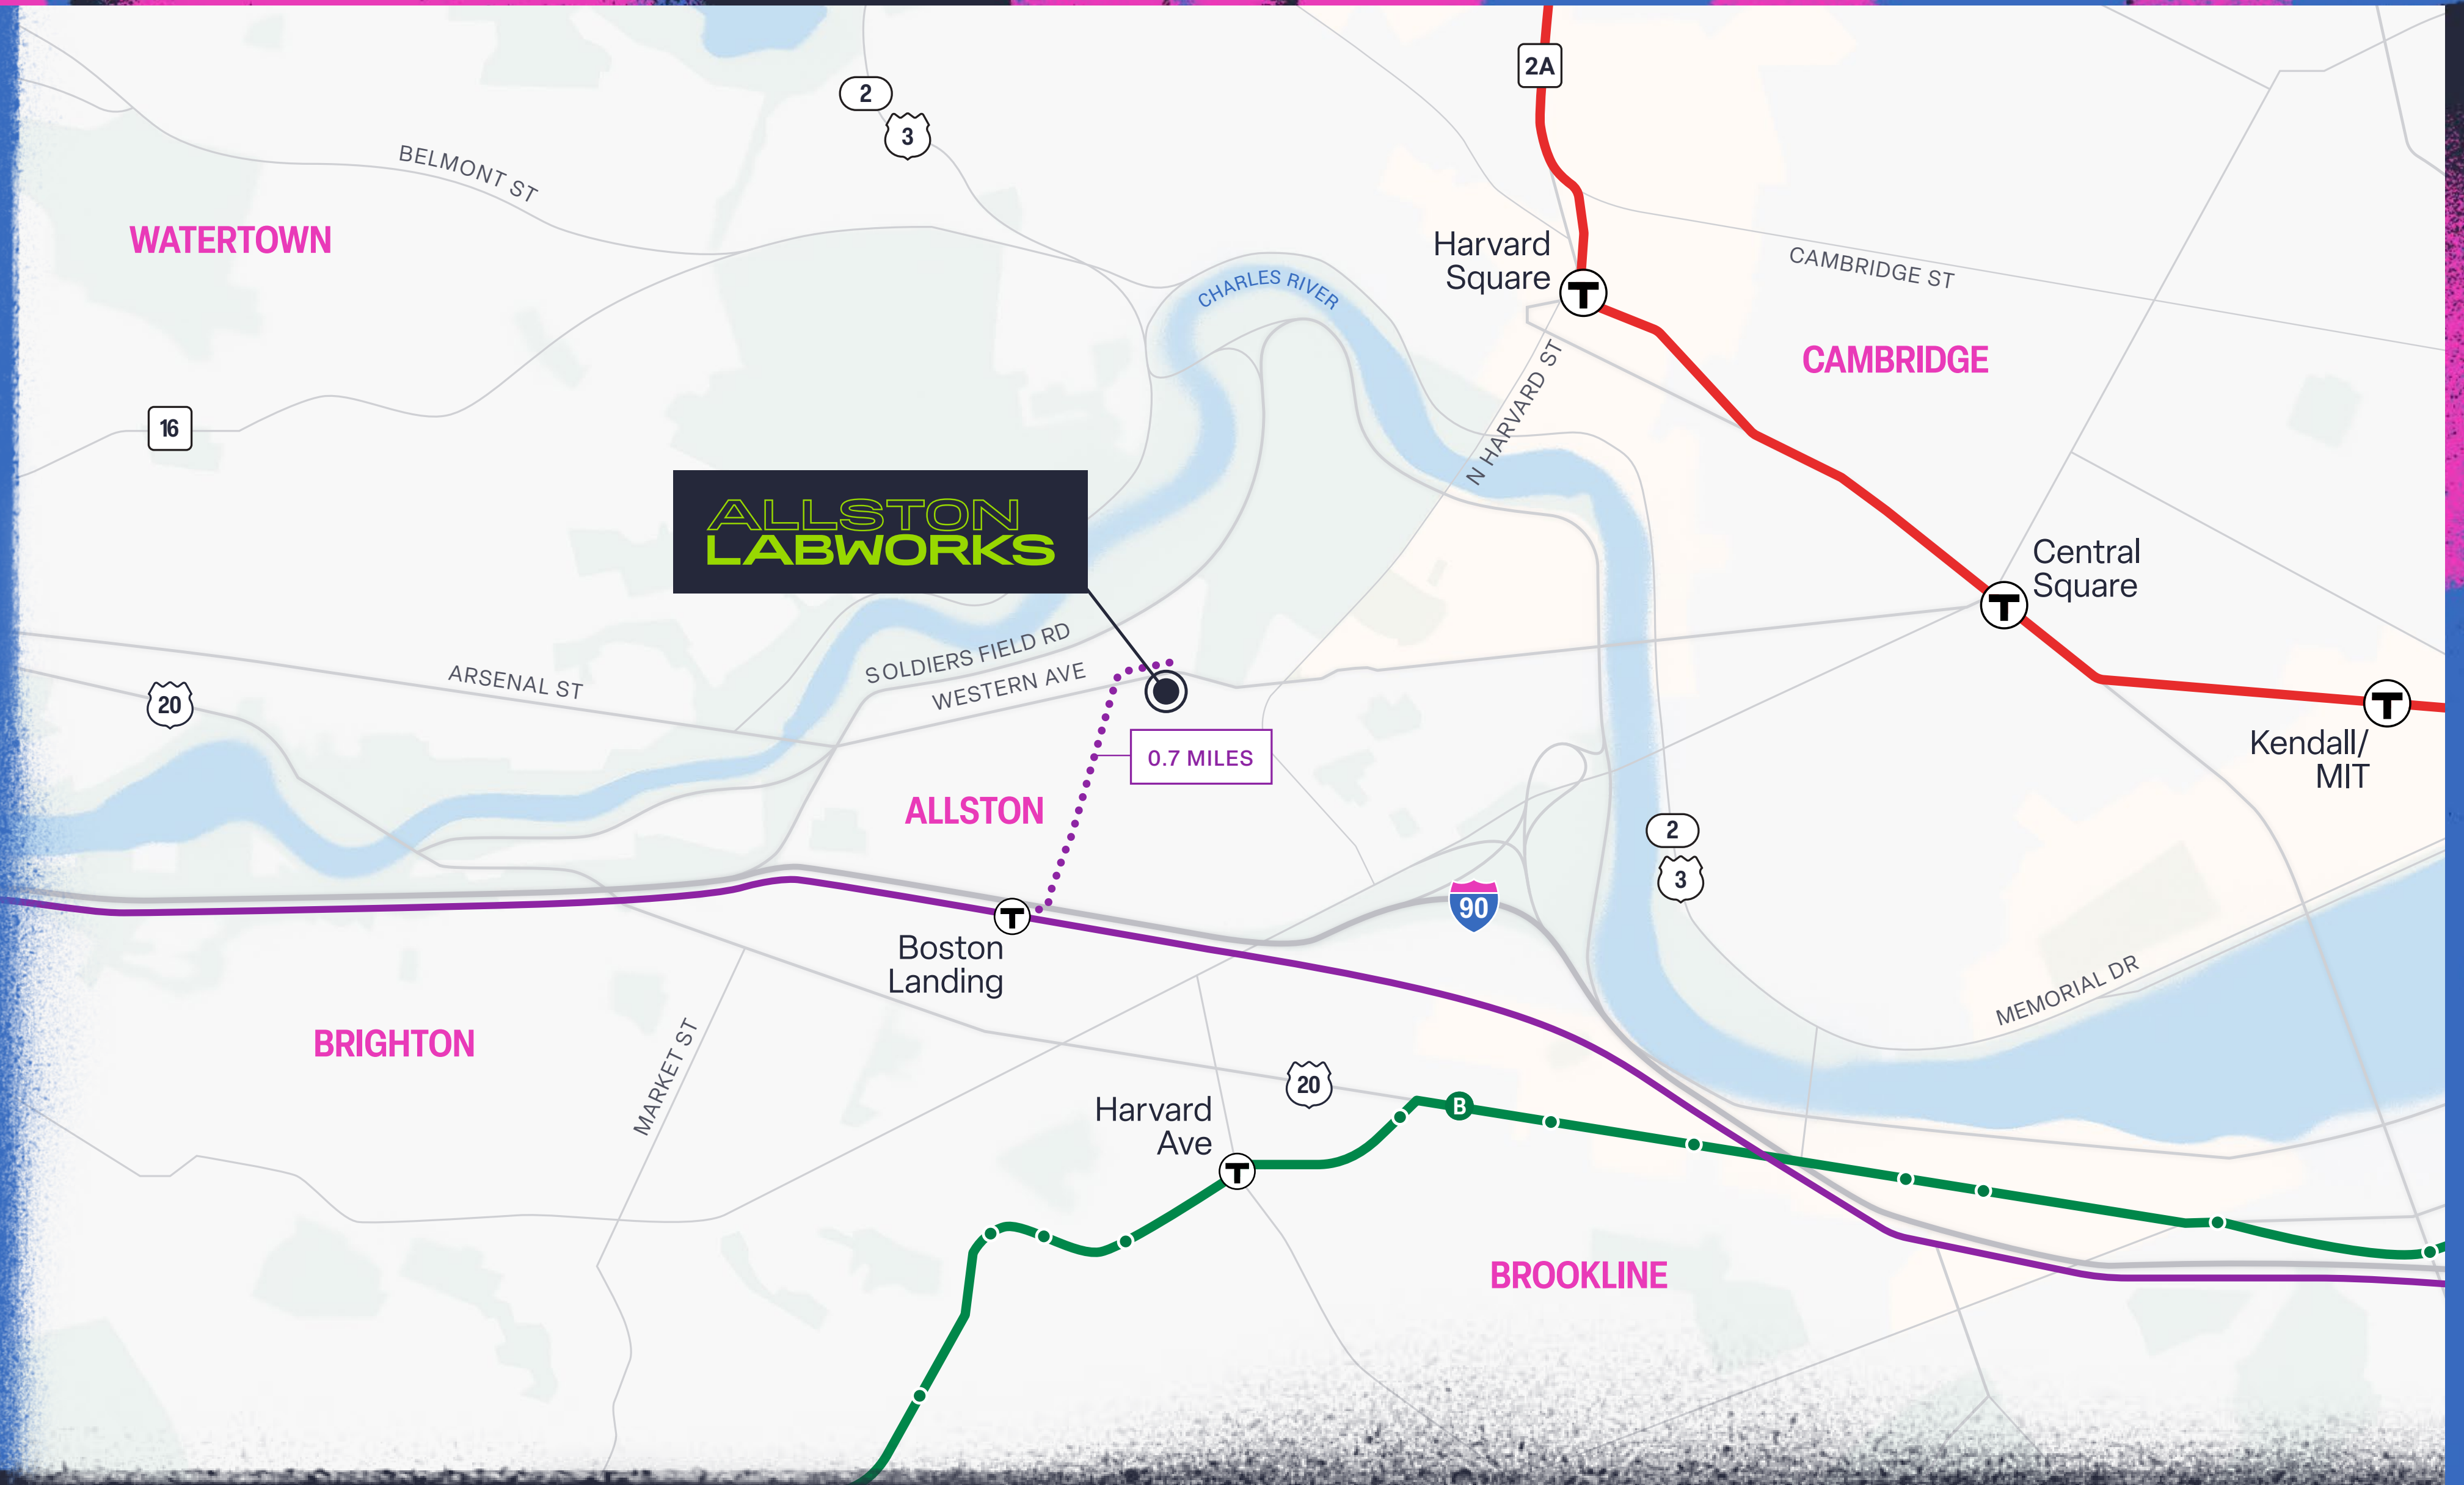 2A
2
3
BELMONT ST
WATERTOWN
Harvard
Square
CAMBRIDGE ST
CHARLES RIVER
CAMBRIDGE
N HARVARD ST
16
ALLSTON
LABWORKS
Central
Square
SOLDIERS FIELD RD
WESTERN AVE
ARSENAL ST
20
T
T
T
Kendall/
MIT
0.7 MILES
ALLSTON
2
3
90
T
Boston
Landing
MEMORIAL DR
BRIGHTON
MARKET ST
20
B
Harvard
Ave
T
BROOKLINE